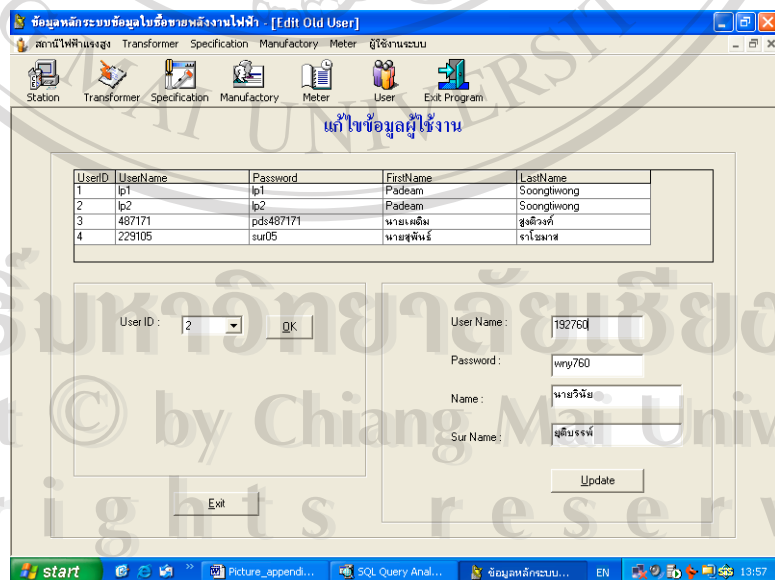 ข้อมูลหลักระบบข้อมูลใบซื้อขายพลังงานไฟฟ้า - [Edit Old User]
สถานีไฟฟ้าแรงสูง Transformer Specification Manufactory Meter ผู้ใช้งานระบบ
Station Transformer Specification Manufactory Meter User Exit Program
แก้ไขข้อมูลผู้ใช้งาน
UserID UserName Password FirstName LastName
1 lp1 lp1 Padeam Soongtiwong
2 lp2 lp2 Padeam Soongtiwong
3 487171 pds487171 นายเผดิม สูงติวงค์
4 229105 sur05 นายสุพันธ์ ราโชมาส
User ID : 2 OK
User Name : 192760
Password : wny760
Name : นายวินัย
Sur Name : ยุติบรรพ์
Update
Exit
© by Chiang Mai Univ
rights reserv
start Picture_appendi... SQL Query Anal... ข้อมูลหลักระบบ... EN 13:57